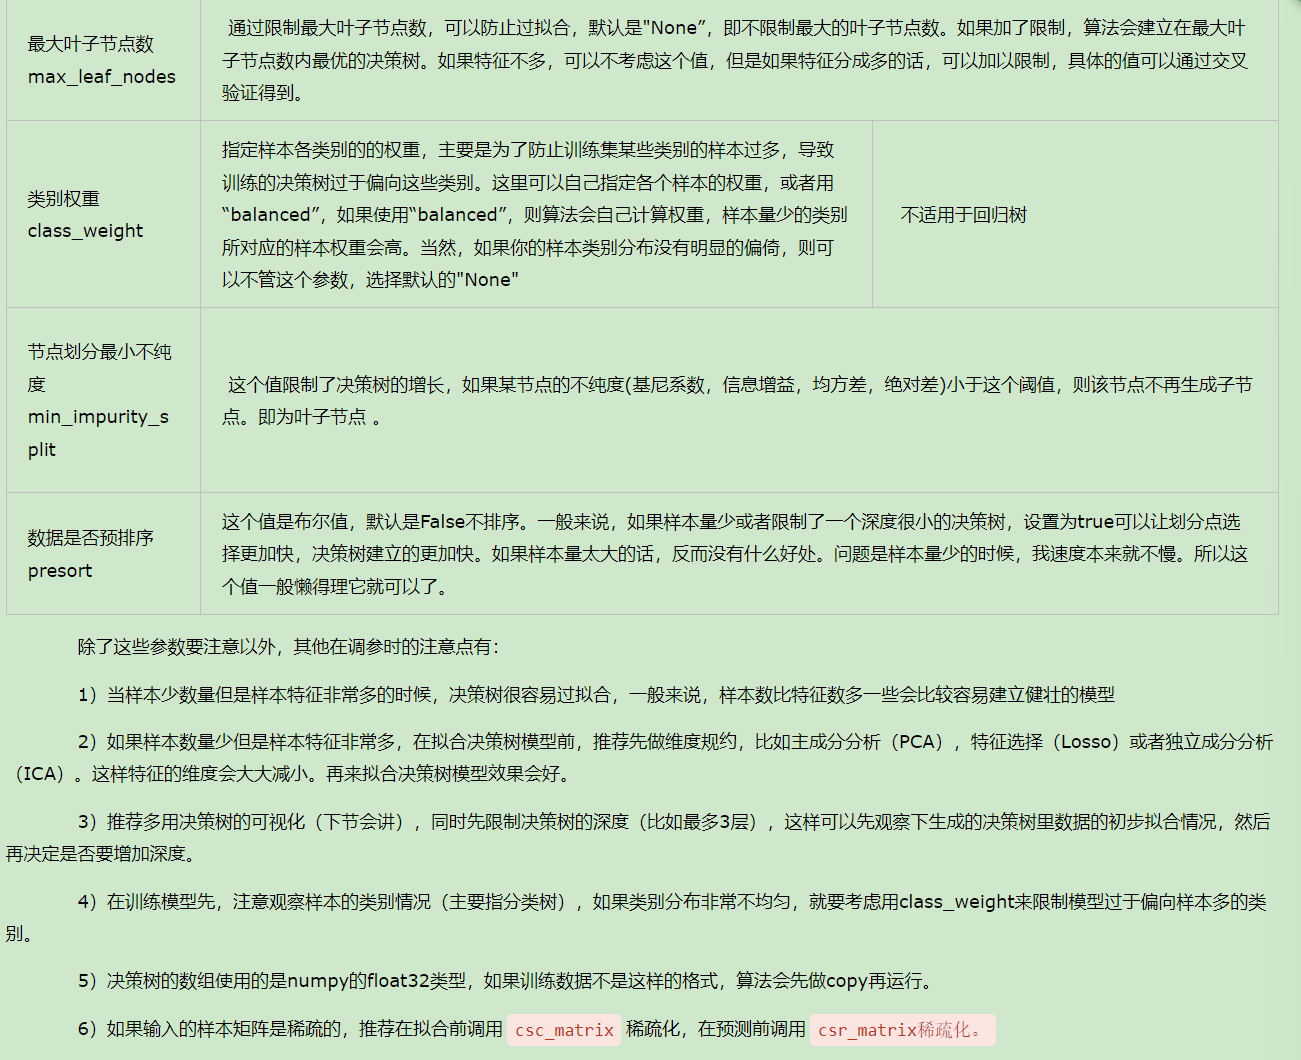 最大叶子节点数
max_leaf_nodes
通过限制最大叶子节点数，可以防止过拟合，默认是"None”，即不限制最大的叶子节点数。如果加了限制，算法会建立在最大叶
子节点数内最优的决策树。如果特征不多，可以不考虑这个值，但是如果特征分成多的话，可以加以限制，具体的值可以通过交叉
验证得到。
类别权重
class_weight
指定样本各类别的的权重，主要是为了防止训练集某些类别的样本过多，导致
训练的决策树过于偏向这些类别。这里可以自己指定各个样本的权重，或者用
“balanced”，如果使用“balanced”，则算法会自己计算权重，样本量少的类别
所对应的样本权重会高。当然，如果你的样本类别分布没有明显的偏倚，则可
以不管这个参数，选择默认的"None"
不适用于回归树
节点划分最小不纯
度
min_impurity_s
plit
这个值限制了决策树的增长，如果某节点的不纯度(基尼系数，信息增益，均方差，绝对差)小于这个阈值，则该节点不再生成子节
点。即为叶子节点 。
数据是否预排序
presort
这个值是布尔值，默认是False不排序。一般来说，如果样本量少或者限制了一个深度很小的决策树，设置为true可以让划分点选
择更加快，决策树建立的更加快。如果样本量太大的话，反而没有什么好处。问题是样本量少的时候，我速度本来就不慢。所以这
个值一般懒得理它就可以了。
除了这些参数要注意以外，其他在调参时的注意点有：
1）当样本少数量但是样本特征非常多的时候，决策树很容易过拟合，一般来说，样本数比特征数多一些会比较容易建立健壮的模型
2）如果样本数量少但是样本特征非常多，在拟合决策树模型前，推荐先做维度规约，比如主成分分析（PCA），特征选择（Losso）或者独立成分分析
（ICA）。这样特征的维度会大大减小。再来拟合决策树模型效果会好。
3）推荐多用决策树的可视化（下节会讲），同时先限制决策树的深度（比如最多3层），这样可以先观察下生成的决策树里数据的初步拟合情况，然后
再决定是否要增加深度。
4）在训练模型先，注意观察样本的类别情况（主要指分类树），如果类别分布非常不均匀，就要考虑用class_weight来限制模型过于偏向样本多的类
别。
5）决策树的数组使用的是numpy的float32类型，如果训练数据不是这样的格式，算法会先做copy再运行。
6）如果输入的样本矩阵是稀疏的，推荐在拟合前调用 csc_matrix 稀疏化，在预测前调用 csr_matrix稀疏化。